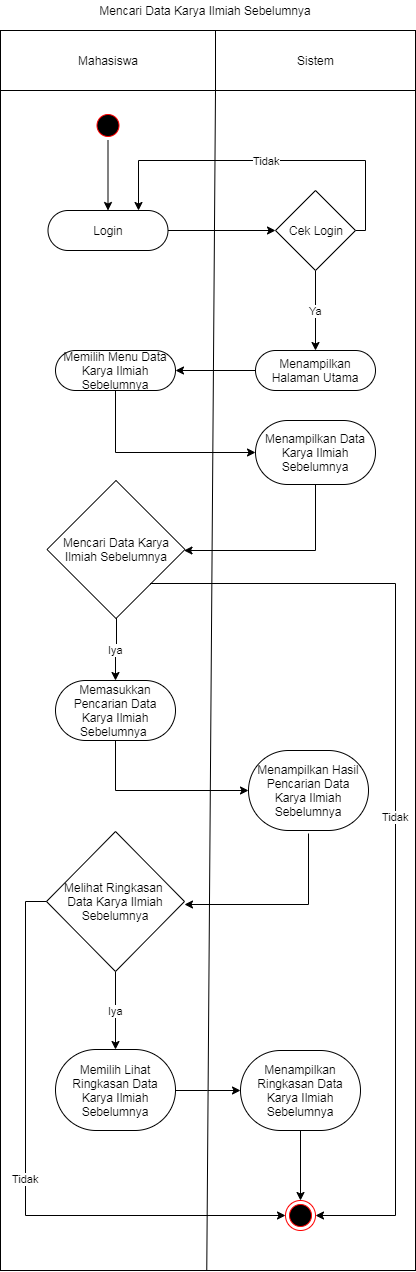 Mencari Data Karya Ilmiah Sebelumnya
Mahasiswa
Sistem
Tidak
Login
Cek Login
Ya
Memilih Menu Data
Karya Ilmiah
Sebelumnya
Menampilkan
Halaman Utama
Menampilkan Data
Karya Ilmiah
Sebelumnya
Mencari Data Karya
Ilmiah Sebelumnya
Iya
Memasukkan
Pencarian Data
Karya Ilmiah
Sebelumnya
Menampilkan Hasil
Pencarian Data
Karya Ilmiah
Sebelumnya
Tidak
Melihat Ringkasan
Data Karya Ilmiah
Sebelumnya
Iya
Memilih Lihat
Ringkasan Data
Karya Ilmiah
Sebelumnya
Menampilkan
Ringkasan Data
Karya Ilmiah
Sebelumnya
Tidak